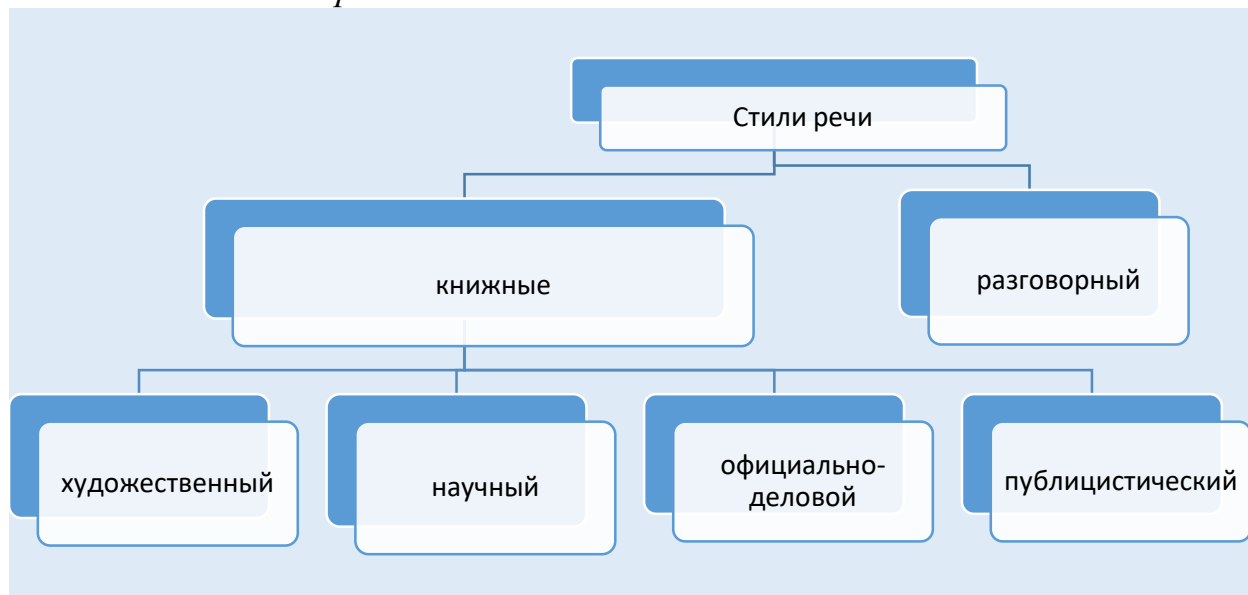 Стили речи
книжные
разговорный
художественный
научный
официально-
деловой
публицистический